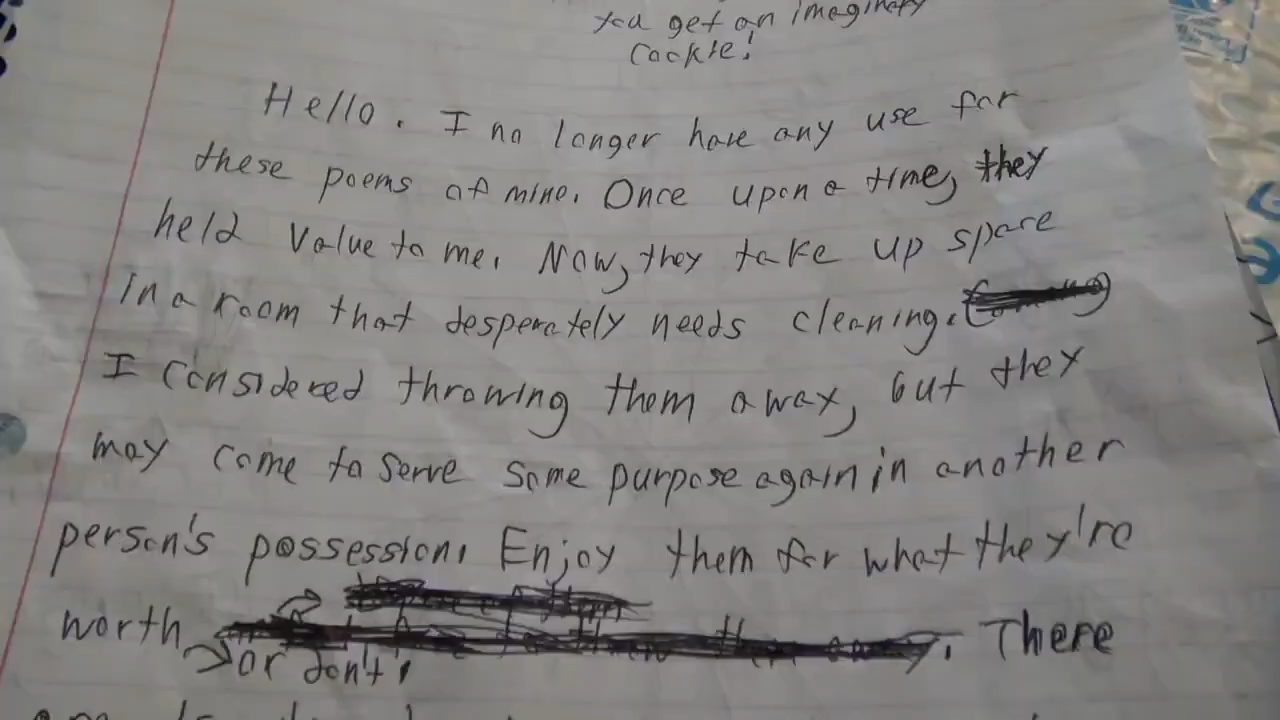 you get an imaginary
cookie!
Hello. I no longer have any use for
these poems of mine. Once upon a time, they
held value to me. Now, they take up space
in a room that desperately needs cleaning.
I considered throwing them away, but they
may come to serve some purpose again in another
person's possession. Enjoy them for what they're
worth, . There
or don't.